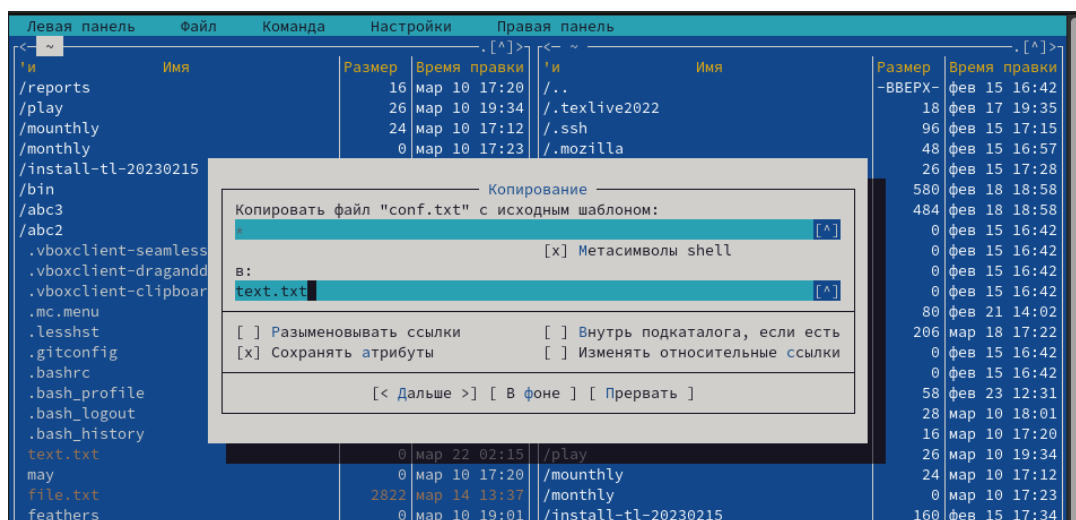 Левая панель Файл Команда Настройки Правая панель
<— ~ .[^]> <— ~ .[^]>
'и Имя Размер Время правки 'и Имя Размер Время правки
/reports 16 мар 10 17:20 /.. -ВВЕРХ- фев 15 16:42
/play 26 мар 10 19:34 /.texlive2022 18 фев 17 19:35
/mounthly 24 мар 10 17:12 /.ssh 96 фев 15 17:15
/monthly 0 мар 10 17:23 /.mozilla 48 фев 15 16:57
/install-tl-20230215 26 фев 15 17:28
/bin Копирование 580 фев 18 18:58
/abc3 Копировать файл "conf.txt" с исходным шаблоном: 484 фев 18 18:58
/abc2 * [^] 0 фев 15 16:42
.vboxclient-seamless [x] Метасимволы shell 0 фев 15 16:42
.vboxclient-dragandd в: 0 фев 15 16:42
.vboxclient-clipboar text.txt [^] 0 фев 15 16:42
.mc.menu 80 фев 21 14:02
.lesshst [ ] Разыменовывать ссылки [ ] Внутрь подкаталога, если есть 206 мар 18 17:22
.gitconfig [x] Сохранять атрибуты [ ] Изменять относительные ссылки 0 фев 15 16:42
.bashrc 0 фев 15 16:42
.bash_profile [< Дальше >] [ В фоне ] [ Прервать ] 58 фев 23 12:31
.bash_logout 28 мар 10 18:01
.bash_history 16 мар 10 17:20
text.txt 0 мар 22 02:15 /play 26 мар 10 19:34
may 0 мар 10 17:20 /mounthly 24 мар 10 17:12
file.txt 2822 мар 14 13:37 /monthly 0 мар 10 17:23
feathers 0 мар 10 19:01 /install-tl-20230215 160 фев 15 17:34